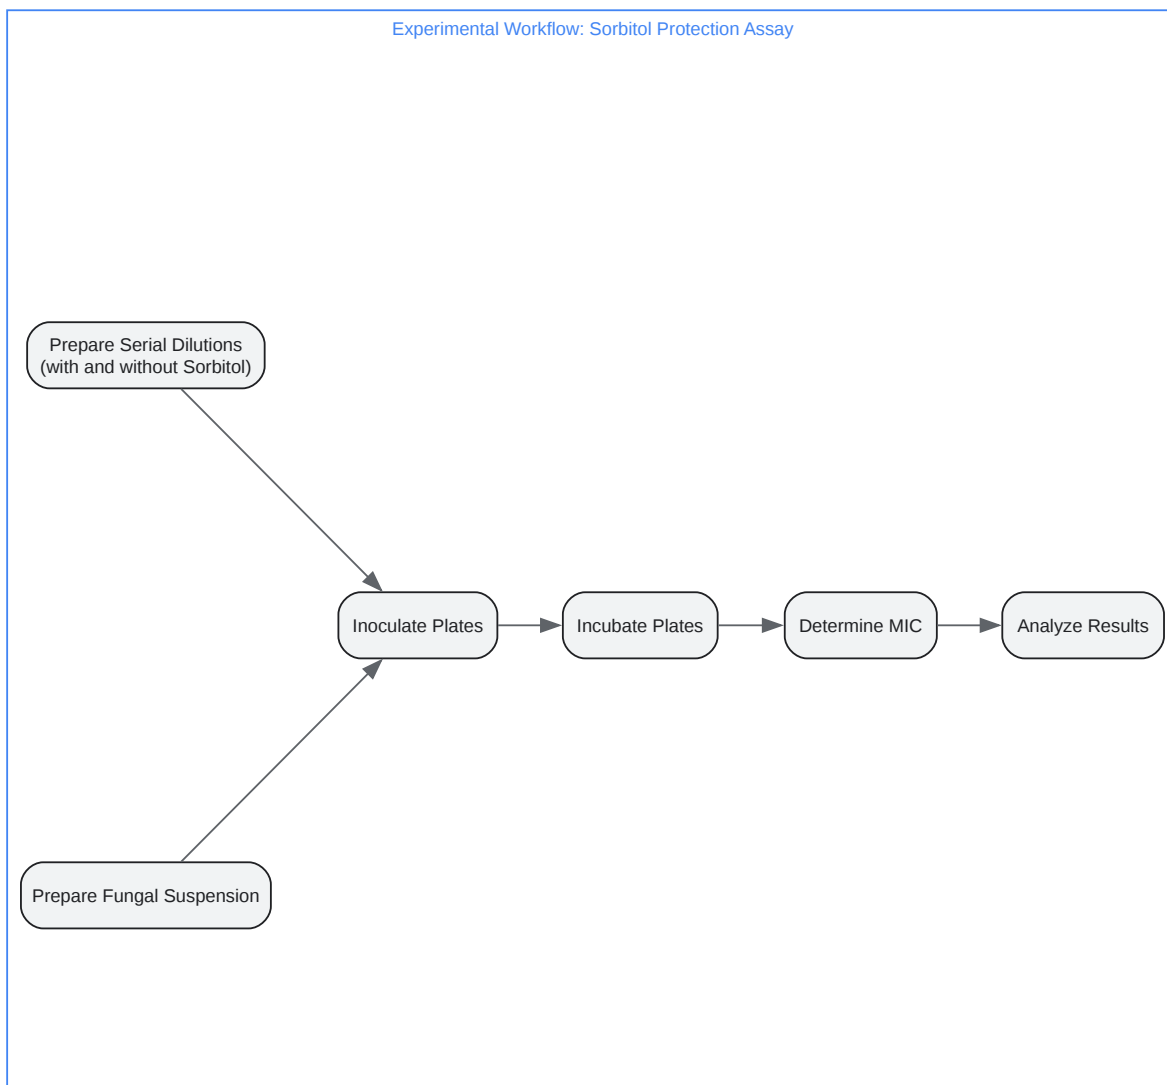 Experimental Workflow: Sorbitol Protection Assay
Prepare Serial Dilutions
(with and without Sorbitol)
Inoculate Plates
Incubate Plates
Determine MIC
Analyze Results
Prepare Fungal Suspension